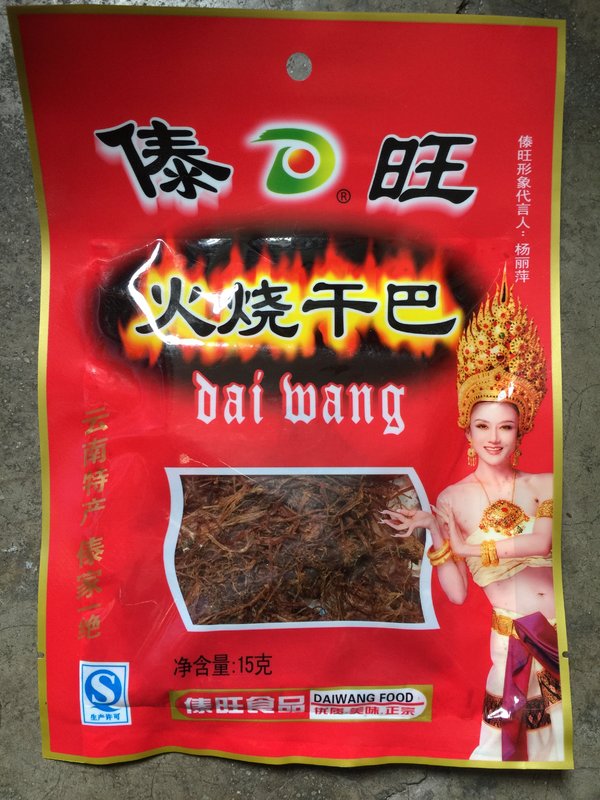 傣 ® 旺
傣旺形象代言人：杨丽萍
火烧干巴
dai wang
云南特产 傣家一绝
净含量:15克
生产许可
傣旺食品 DAIWANG FOOD
优质.美味.正宗